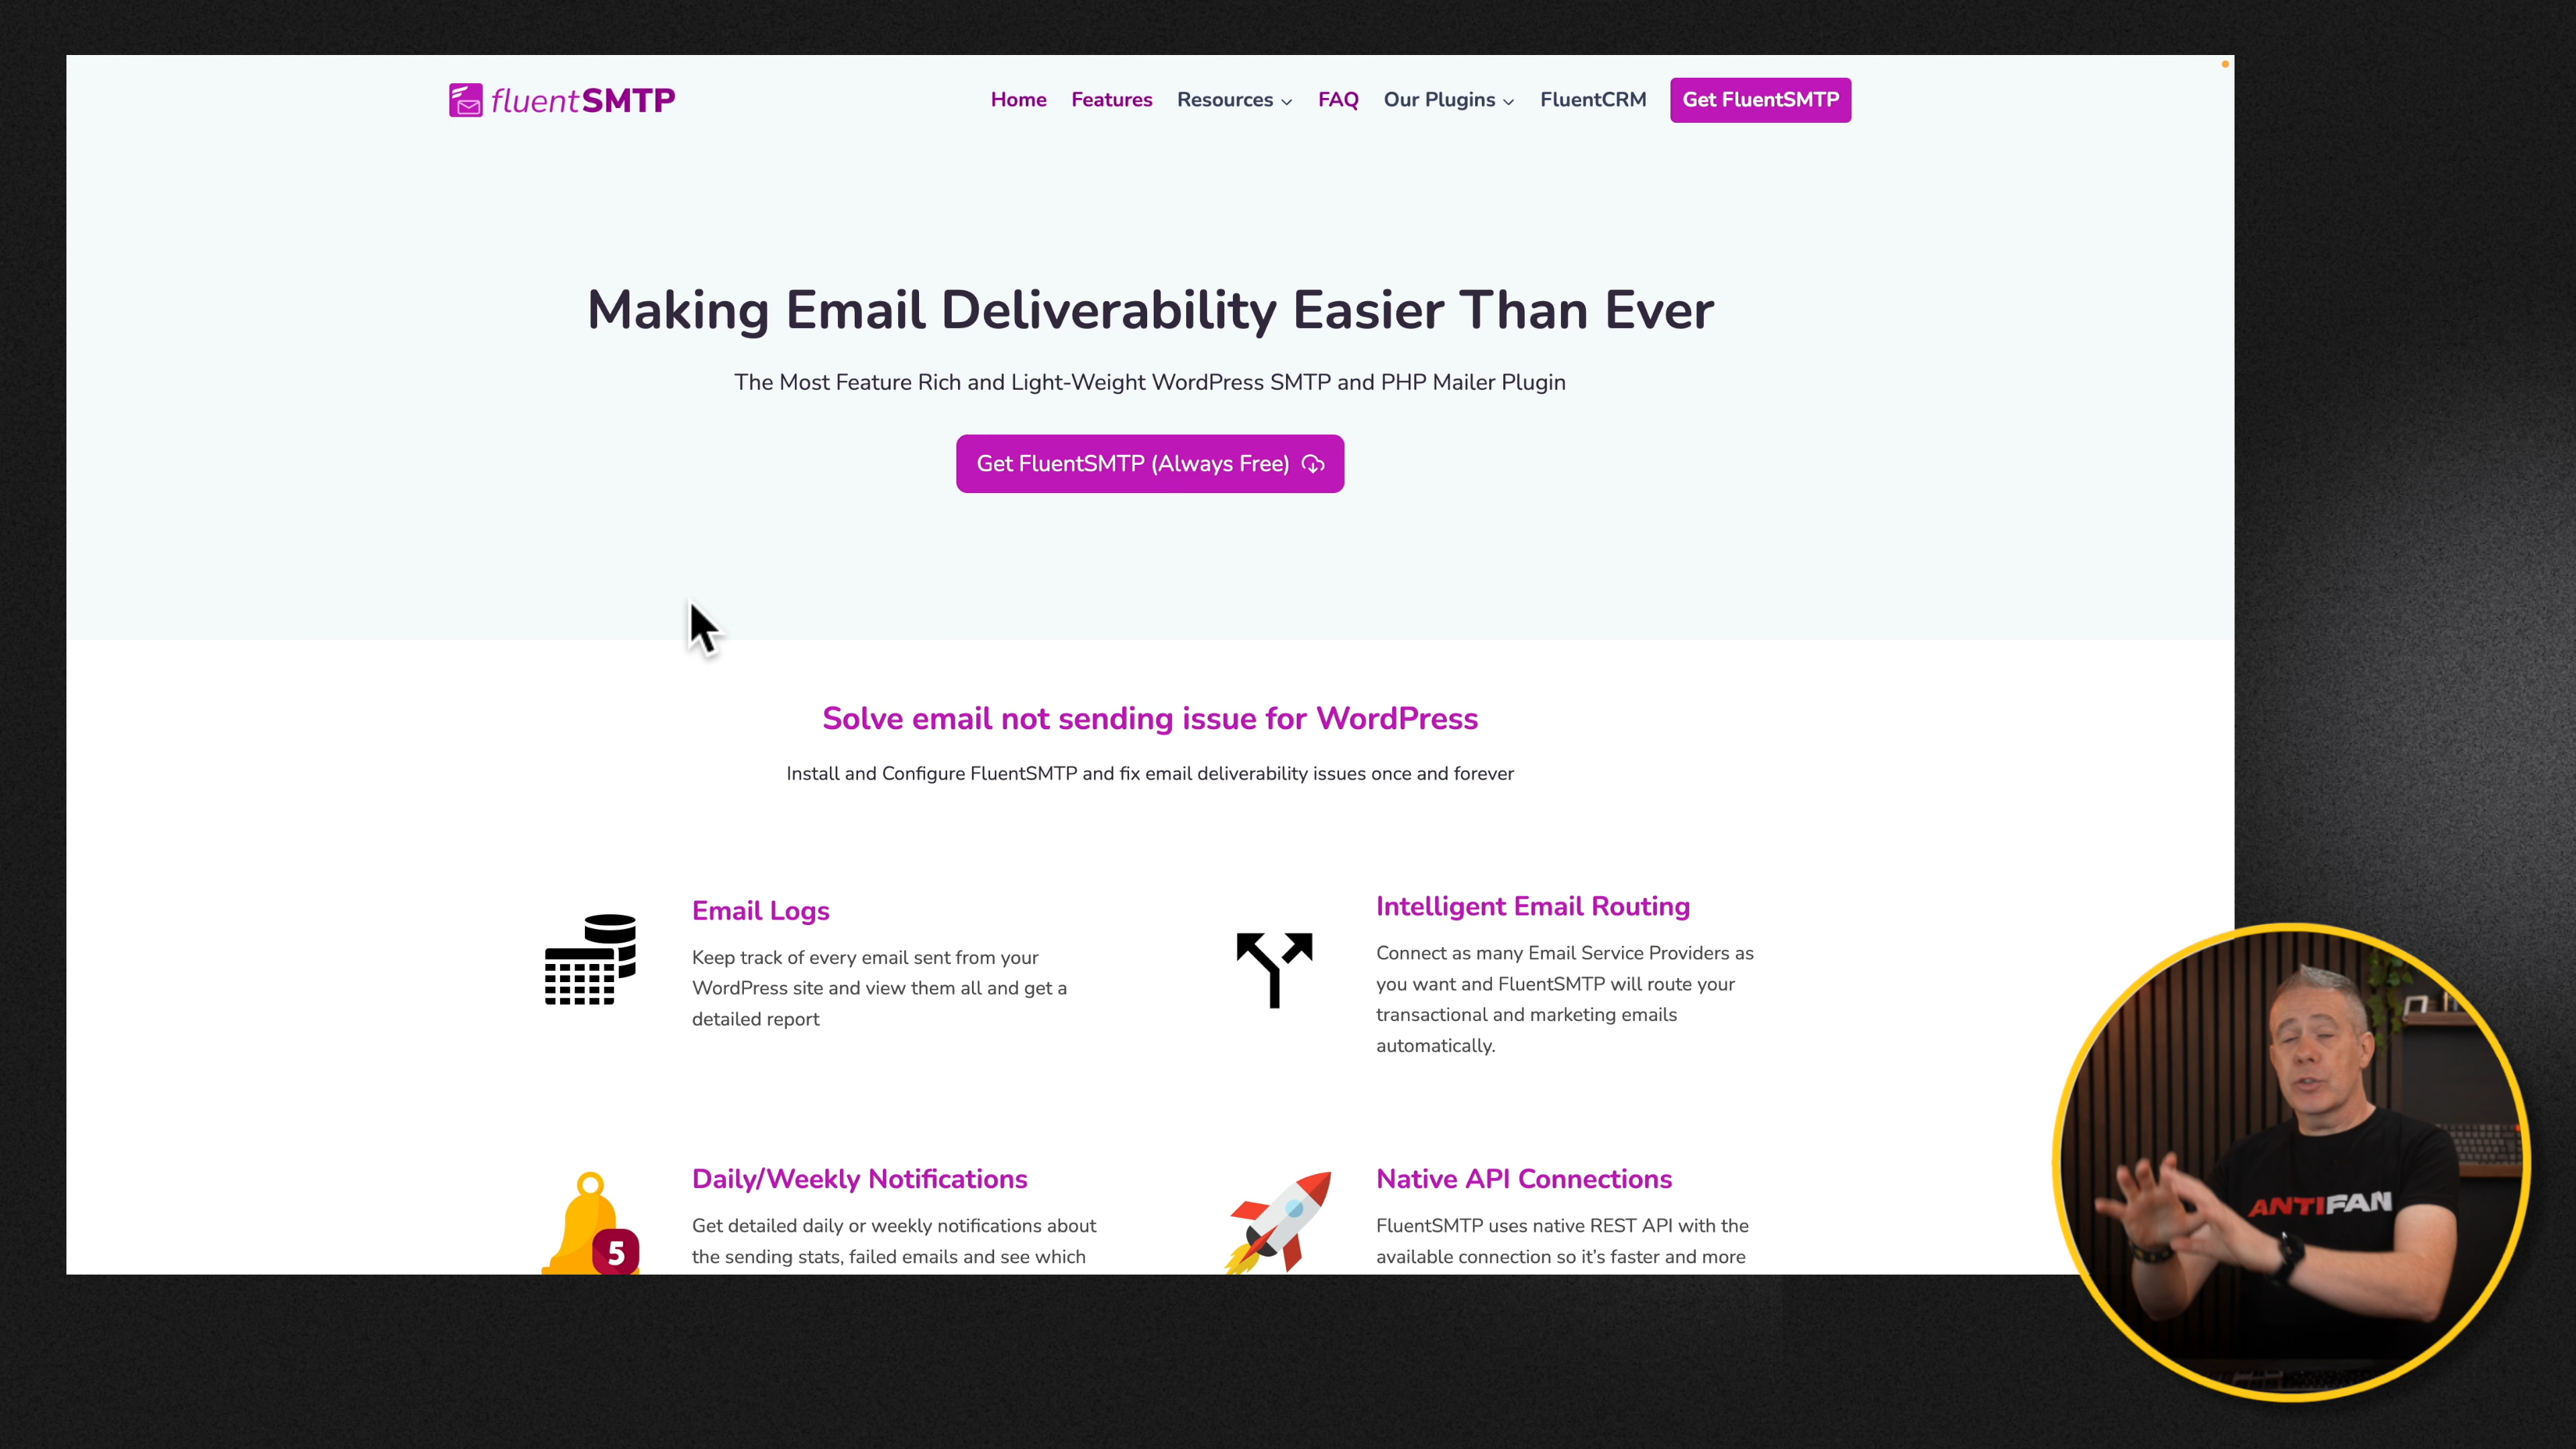 fluentSMTP
Home Features Resources FAQ Our Plugins FluentCRM Get FluentSMTP
Making Email Deliverability Easier Than Ever
The Most Feature Rich and Light-Weight WordPress SMTP and PHP Mailer Plugin
Get FluentSMTP (Always Free)
Solve email not sending issue for WordPress
Install and Configure FluentSMTP and fix email deliverability issues once and forever
Email Logs
Keep track of every email sent from your
WordPress site and view them all and get a
detailed report
Intelligent Email Routing
Connect as many Email Service Providers as
you want and FluentSMTP will route your
transactional and marketing emails
automatically.
5
Daily/Weekly Notifications
Get detailed daily or weekly notifications about
the sending stats, failed emails and see which
Native API Connections
FluentSMTP uses native REST API with the
available connection so it's faster and more
ANTIFAN